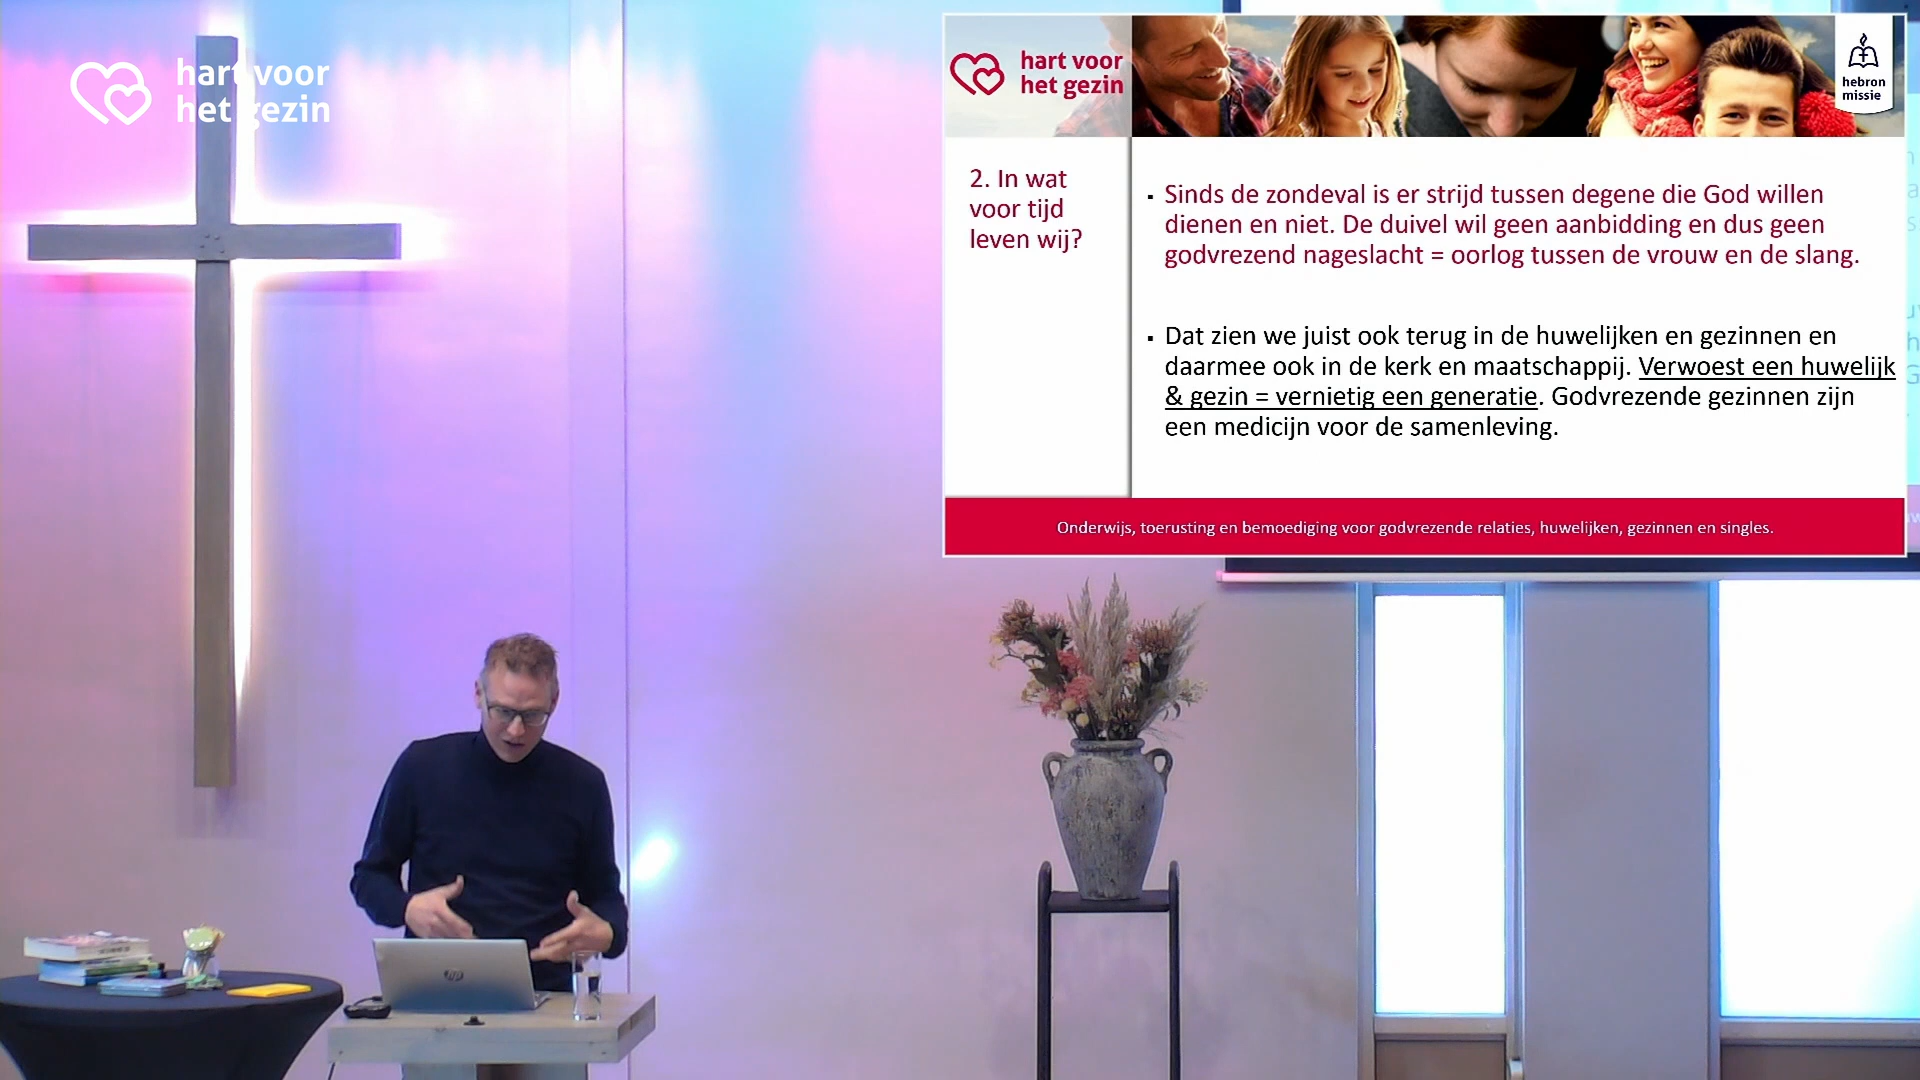 hart voor
het gezin
hart voor
het gezin
hebron
missie
2. In wat
voor tijd
leven wij?
▪ Sinds de zondeval is er strijd tussen degene die God willen
dienen en niet. De duivel wil geen aanbidding en dus geen
godvrezend nageslacht = oorlog tussen de vrouw en de slang.
▪ Dat zien we juist ook terug in de huwelijken en gezinnen en
daarmee ook in de kerk en maatschappij. Verwoest een huwelijk
& gezin = vernietig een generatie. Godvrezende gezinnen zijn
een medicijn voor de samenleving.
Onderwijs, toerusting en bemoediging voor godvrezende relaties, huwelijken, gezinnen en singles.
hp